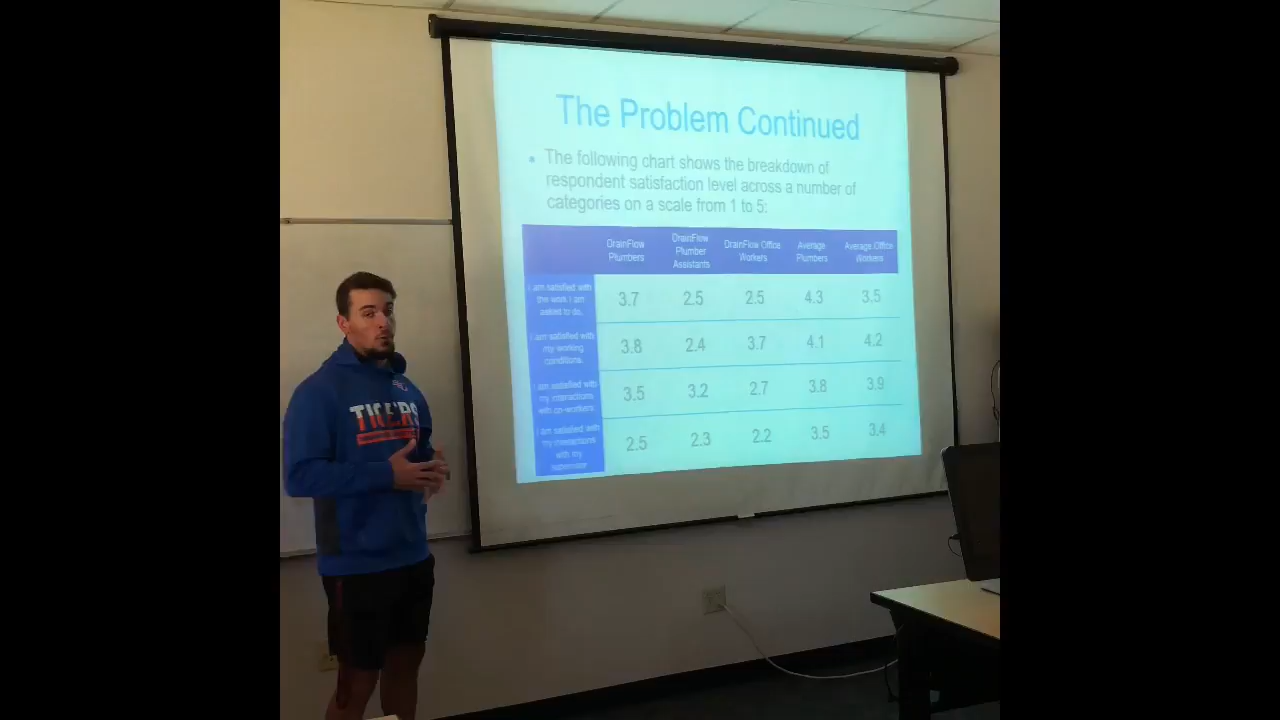 The Problem Continued
• The following chart shows the breakdown of
respondent satisfaction level across a number of
categories on a scale from 1 to 5:
DrainFlow
Plumbers
DrainFlow
Plumber
Assistants
DrainFlow Office
Workers
Average
Plumbers
Average Office
Workers
I am satisfied with
the work I am
asked to do.
3.7 2.5 2.5 4.3 3.5
I am satisfied with
my working
conditions.
3.8 2.4 3.7 4.1 4.2
I am satisfied with
my interactions
with co-workers
3.5 3.2 2.7 3.8 3.9
I am satisfied with
my interactions
with my
supervisor
2.5 2.3 2.2 3.5 3.4
TIGERS